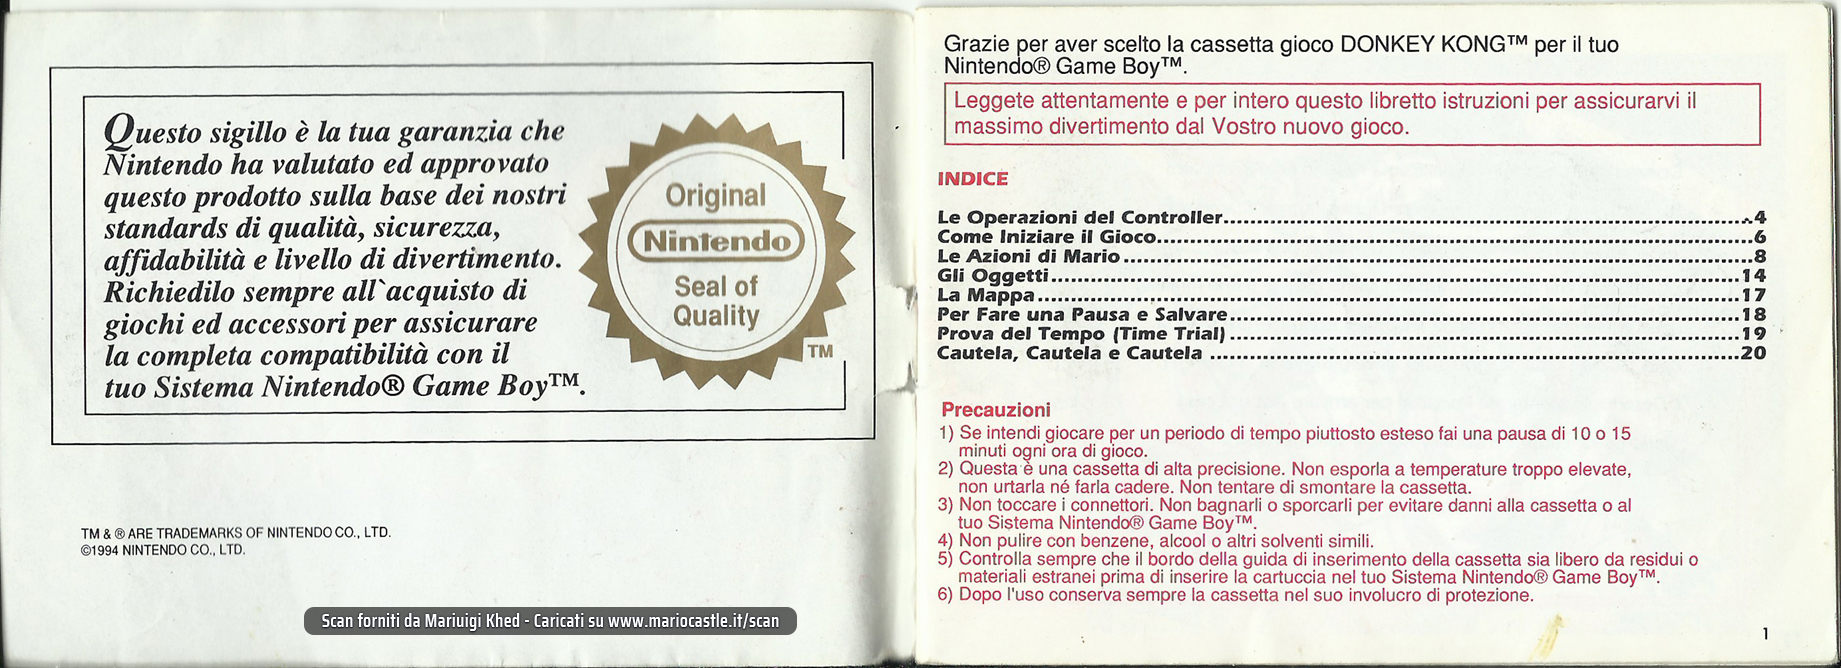 Questo sigillo è la tua garanzia che
Nintendo ha valutato ed approvato
questo prodotto sulla base dei nostri
standards di qualità, sicurezza,
affidabilità e livello di divertimento.
Richiedilo sempre all`acquisto di
giochi ed accessori per assicurare
la completa compatibilità con il
tuo Sistema Nintendo® Game Boy™.
Original
Nintendo
Seal of
Quality
TM
TM & ® ARE TRADEMARKS OF NINTENDO CO., LTD.
©1994 NINTENDO CO., LTD.
Scan forniti da Mariuigi Khed - Caricati su www.mariocastle.it/scan
Grazie per aver scelto la cassetta gioco DONKEY KONG™ per il tuo
Nintendo® Game Boy™.
Leggete attentamente e per intero questo libretto istruzioni per assicurarvi il
massimo divertimento dal Vostro nuovo gioco.
INDICE
Le Operazioni del Controller...4
Come Iniziare il Gioco...6
Le Azioni di Mario...8
Gli Oggetti...14
La Mappa...17
Per Fare una Pausa e Salvare...18
Prova del Tempo (Time Trial)...19
Cautela, Cautela e Cautela ...20
Precauzioni
1) Se intendi giocare per un periodo di tempo piuttosto esteso fai una pausa di 10 o 15
minuti ogni ora di gioco.
2) Questa è una cassetta di alta precisione. Non esporla a temperature troppo elevate,
non urtarla né farla cadere. Non tentare di smontare la cassetta.
3) Non toccare i connettori. Non bagnarli o sporcarli per evitare danni alla cassetta o al
tuo Sistema Nintendo® Game Boy™.
4) Non pulire con benzene, alcool o altri solventi simili.
5) Controlla sempre che il bordo della guida di inserimento della cassetta sia libero da residui o
materiali estranei prima di inserire la cartuccia nel tuo Sistema Nintendo® Game Boy™.
6) Dopo l'uso conserva sempre la cassetta nel suo involucro di protezione.
1